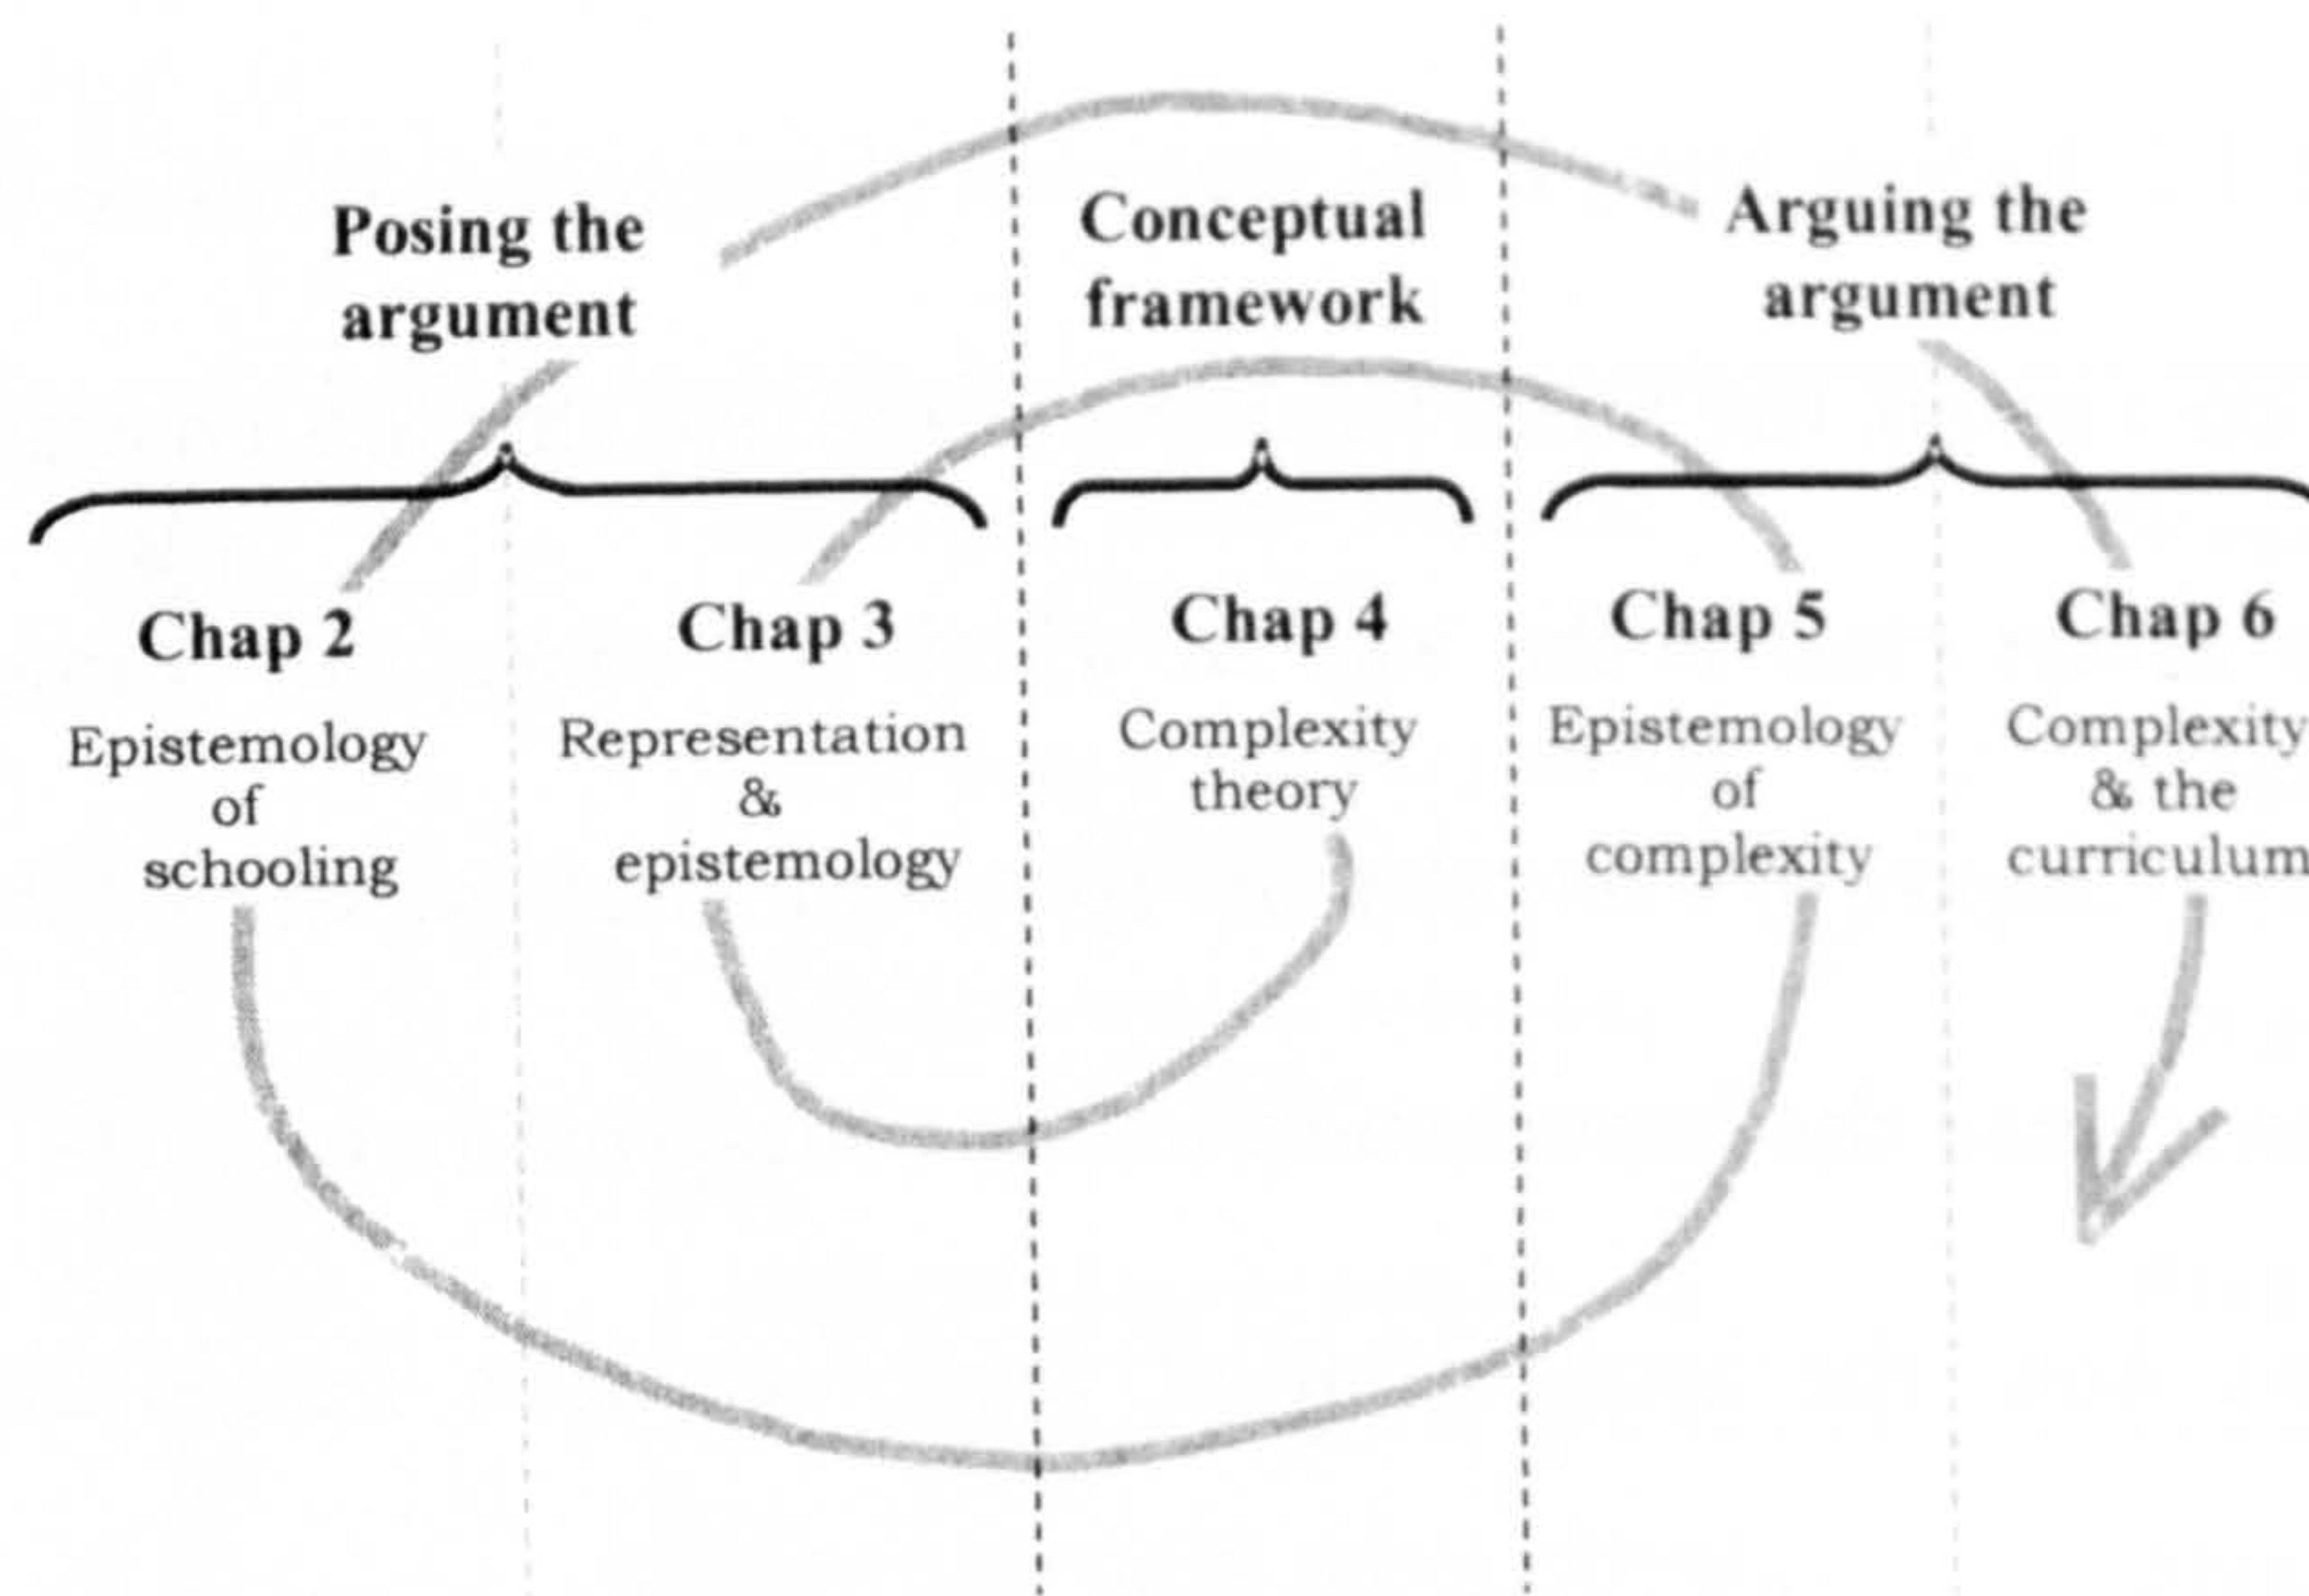 Posing the
argument
Conceptual
framework
Arguing the
argument
Chap 2
Epistemology
of
schooling
Chap 3
Representation
&
epistemology
Chap 4
Complexity
theory
Chap 5
Epistemology
of
complexity
Chap 6
Complexity
& the
curriculum